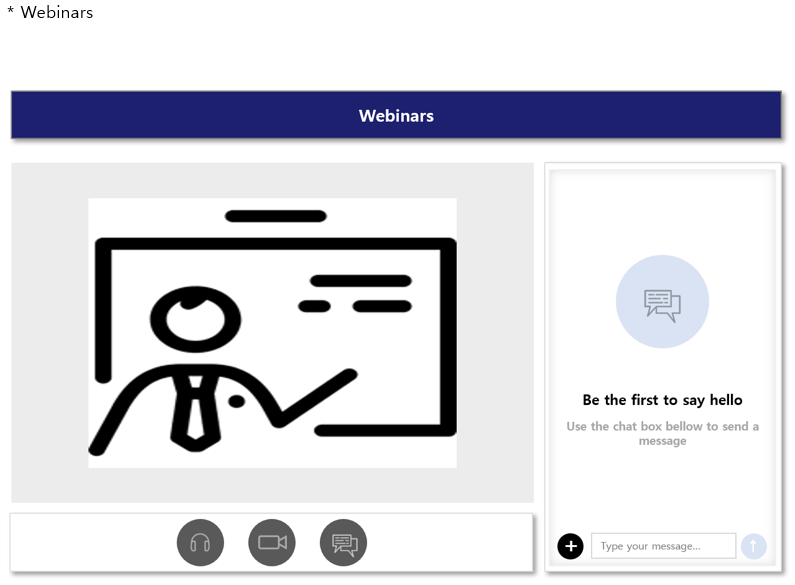 * Webinars
Webinars
Be the first to say hello
Use the chat box bellow to send a
message
Type your message...